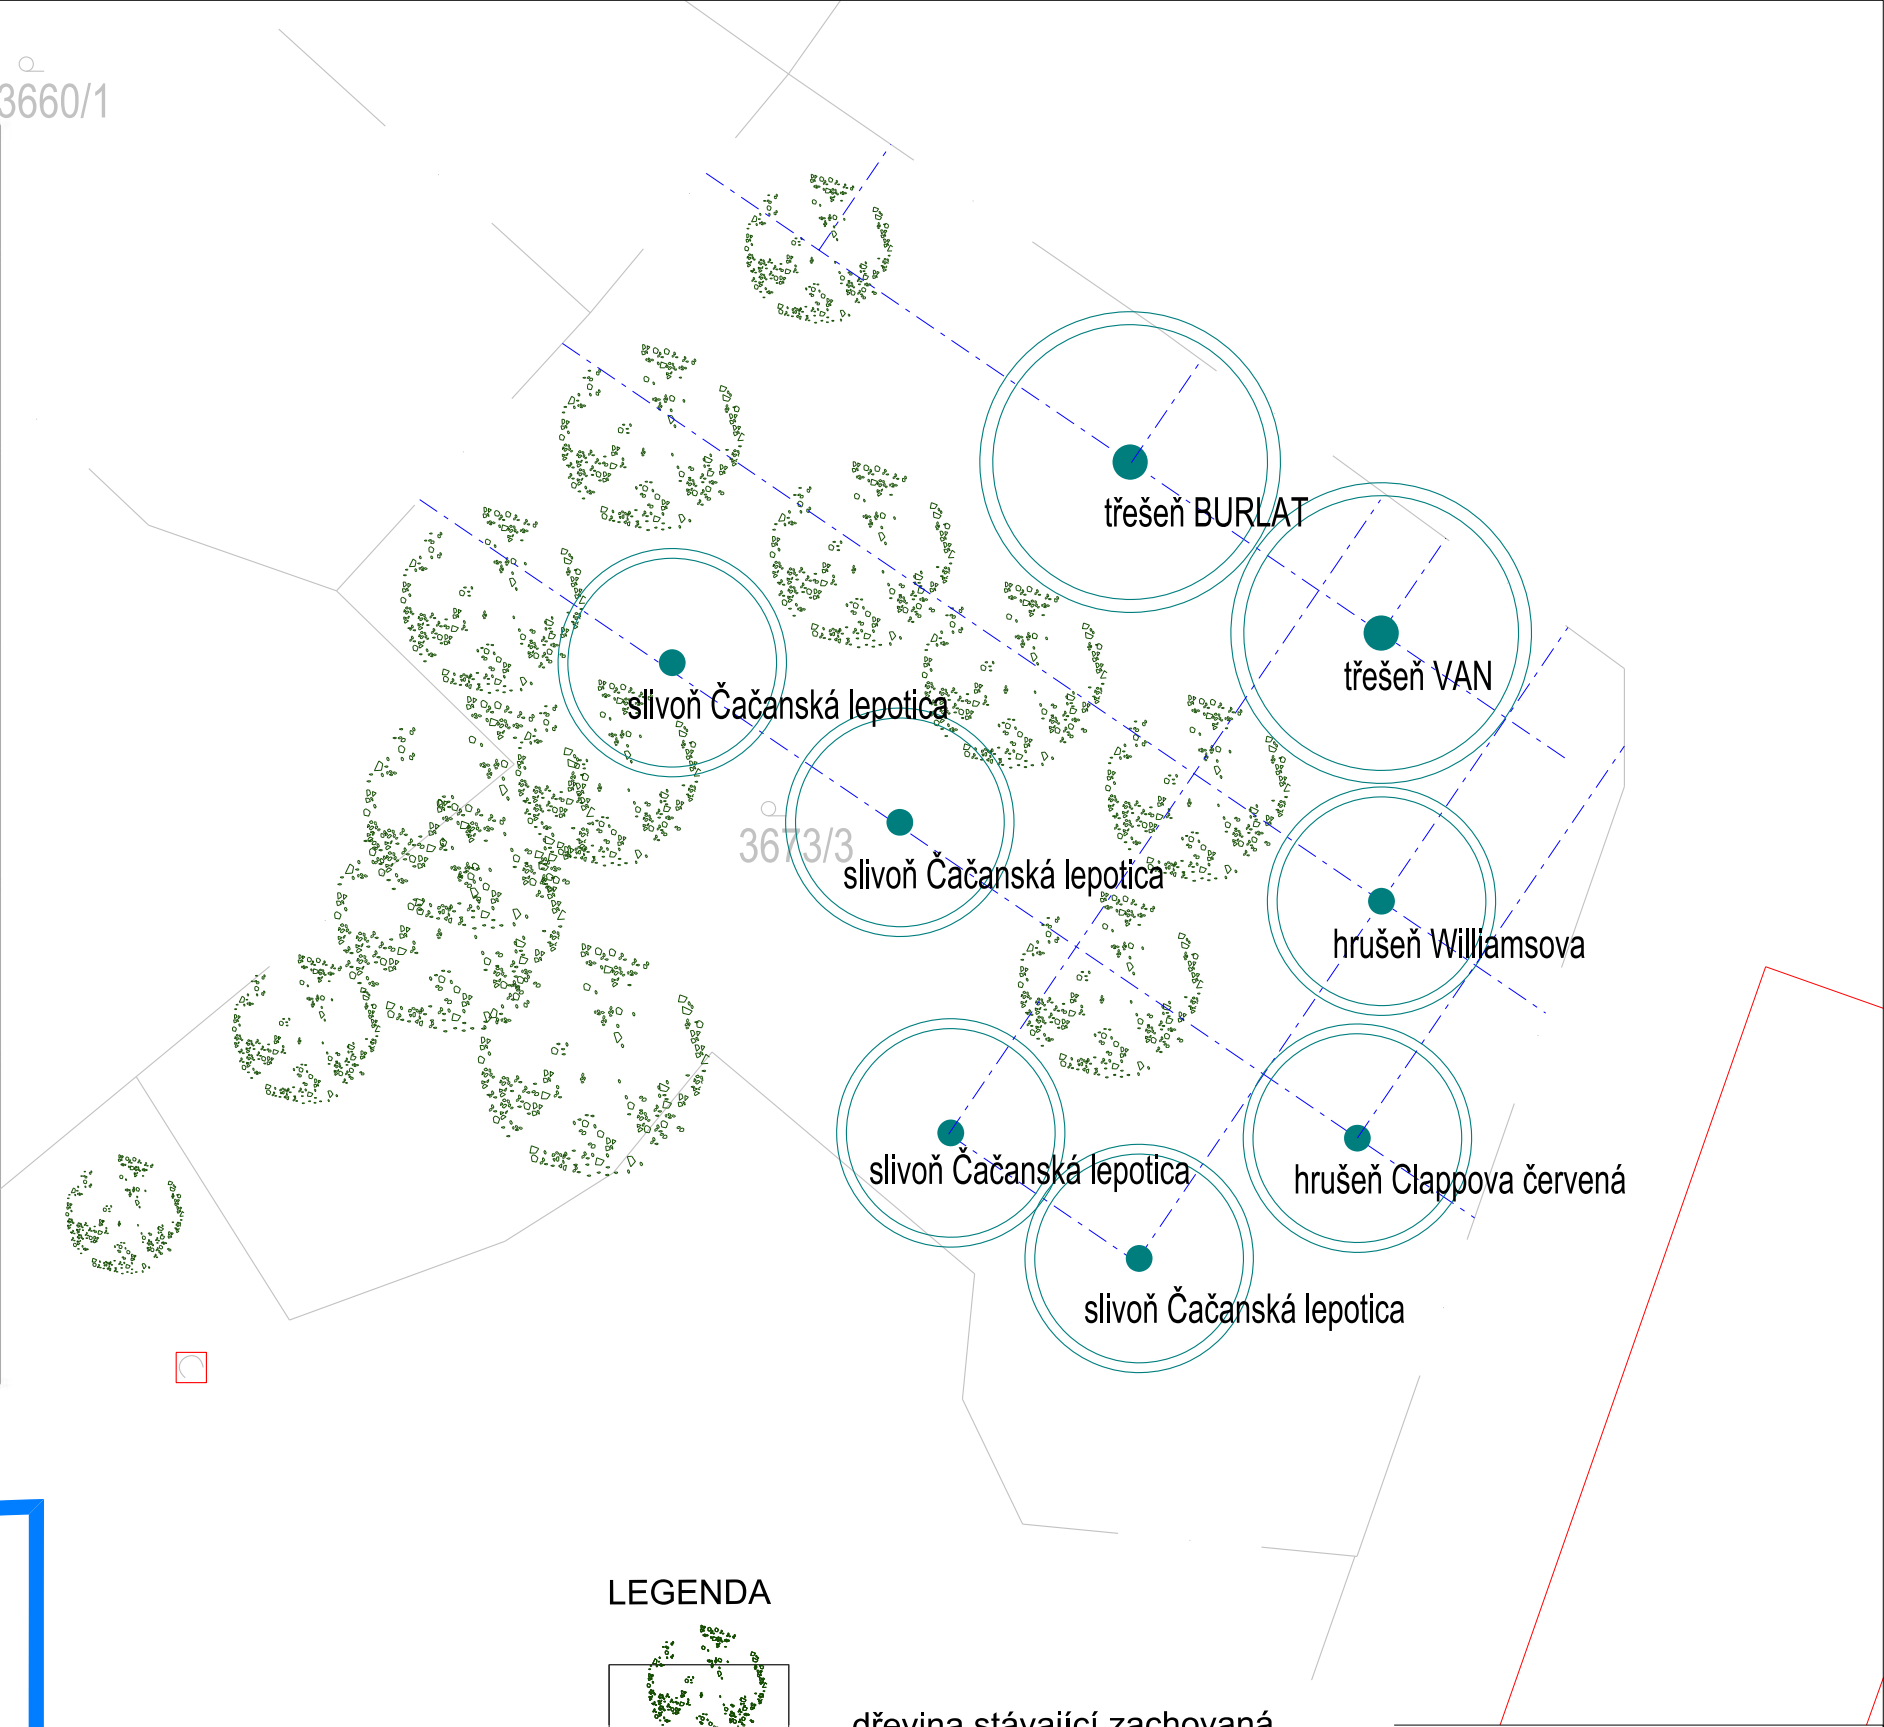 3660/1
třešeň BURLAT
třešeň VAN
slivoň Čačanská lepotica
3673/3
slivoň Čačanská lepotica
hrušeň Williamsova
slivoň Čačanská lepotica
hrušeň Clappova červená
slivoň Čačanská lepotica
LEGENDA
dřevina stávající zachovaná